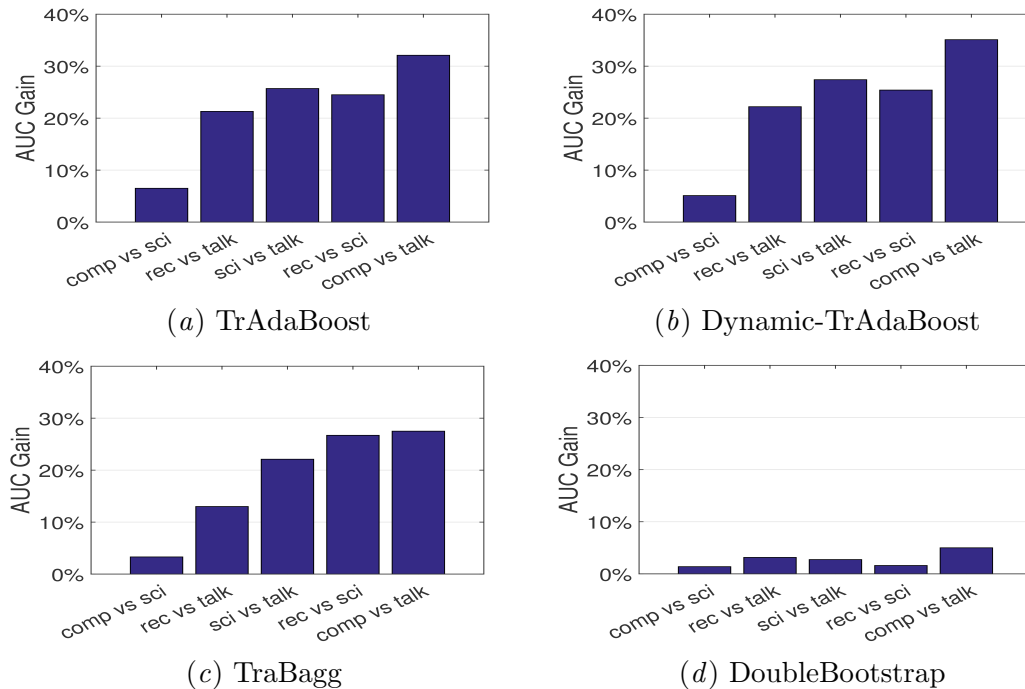 AUC Gain
40%
30%
20%
10%
0%
comp vs sci
rec vs talk
sci vs talk
rec vs sci
comp vs talk
(a) TrAdaBoost
AUC Gain
40%
30%
20%
10%
0%
comp vs sci
rec vs talk
sci vs talk
rec vs sci
comp vs talk
(b) Dynamic-TrAdaBoost
AUC Gain
40%
30%
20%
10%
0%
comp vs sci
rec vs talk
sci vs talk
rec vs sci
comp vs talk
(c) TraBagg
AUC Gain
40%
30%
20%
10%
0%
comp vs sci
rec vs talk
sci vs talk
rec vs sci
comp vs talk
(d) DoubleBootstrap